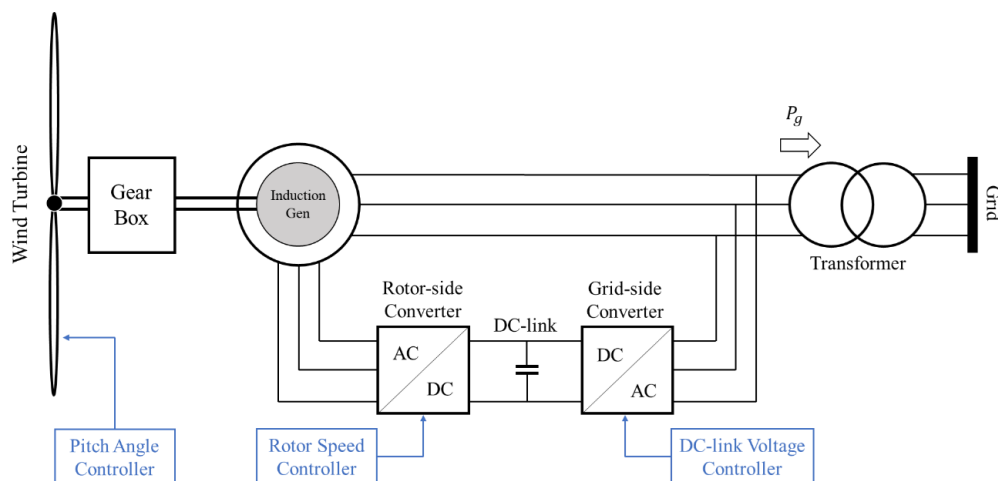 P_g
Wind Turbine
Gear
Box
Induction
Gen
Grid
Transformer
Rotor-side
Converter
Grid-side
Converter
DC-link
AC
DC
DC
AC
Pitch Angle
Controller
Rotor Speed
Controller
DC-link Voltage
Controller